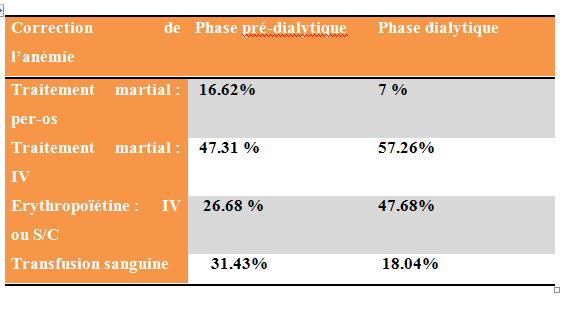 Correction de Phase pré-dialytique Phase dialytique
l’anémie
Traitement martial : 16.62% 7 %
per-os
Traitement martial : 47.31 % 57.26%
IV
Erythropoïétine : IV 26.68 % 47.68%
ou S/C
Transfusion sanguine 31.43% 18.04%